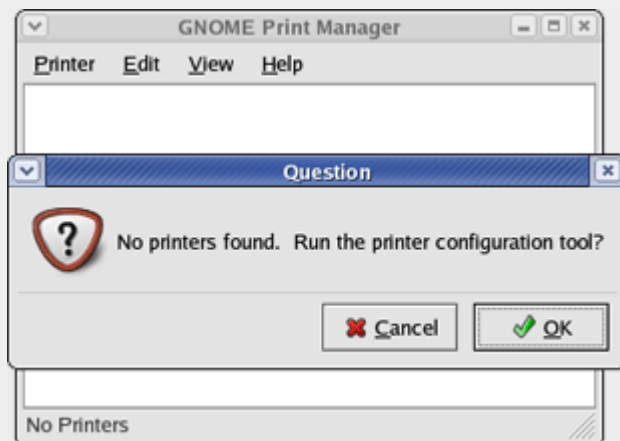 GNOME Print Manager
Printer Edit View Help
Question
No printers found. Run the printer configuration tool?
Cancel OK
No Printers